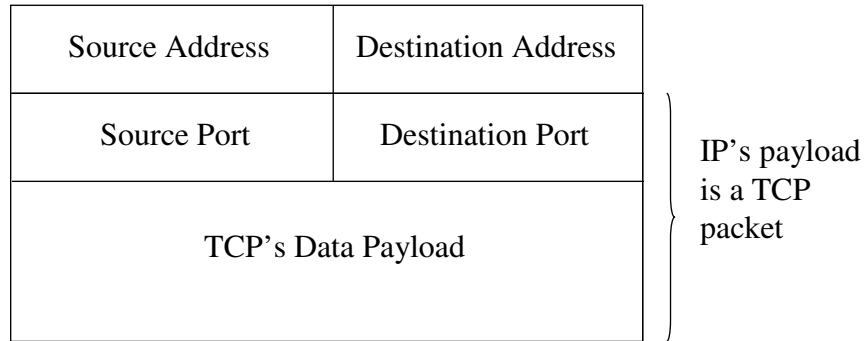 Source Address
Destination Address
Source Port
Destination Port
TCP’s Data Payload
IP’s payload
is a TCP
packet